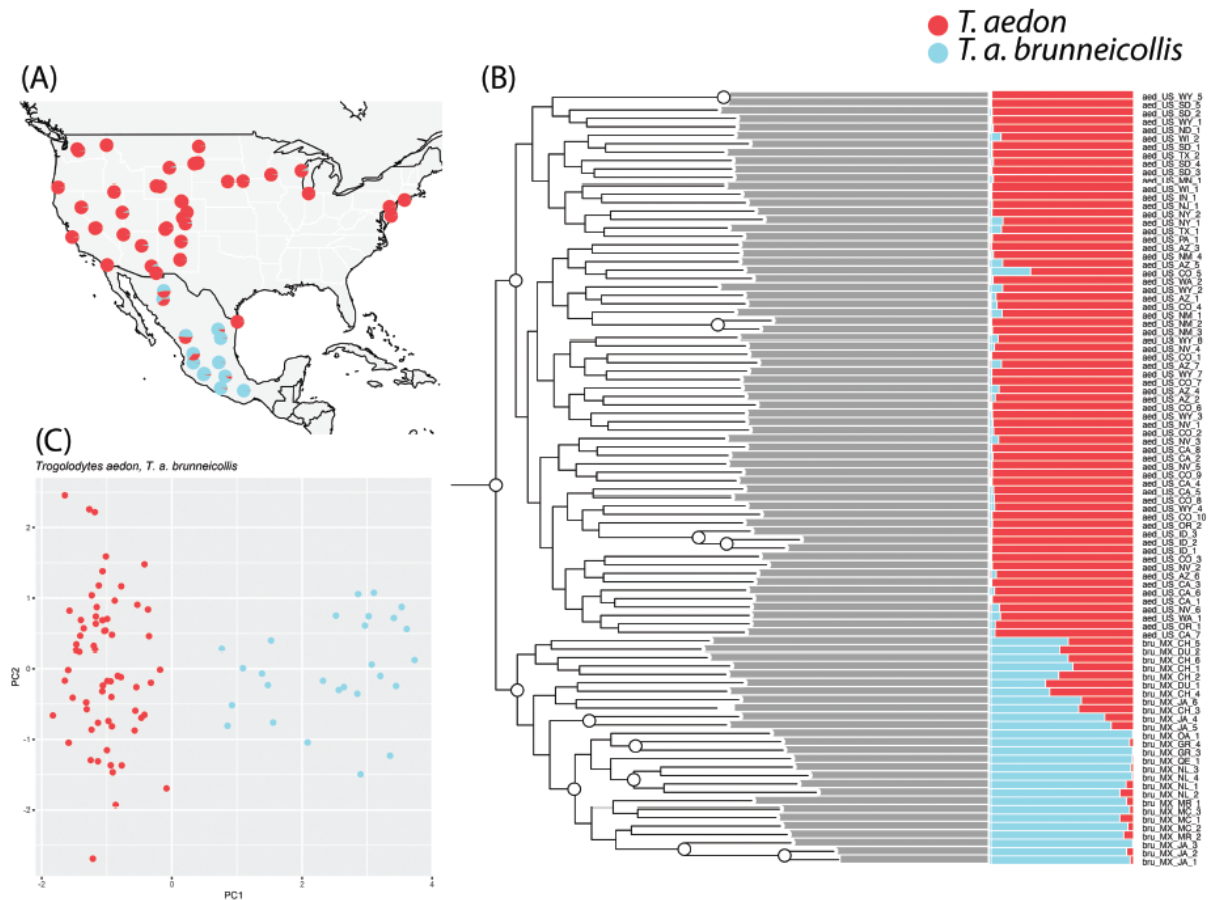 T. aedon
T. a. brunneicollis
(A)
(B)
aed_US_WY_5
aed_US_SD_5
aed_US_SD_2
aed_US_WY_1
aed_US_ND_1
aed_US_WI_2
aed_US_SD_1
aed_US_TX_2
aed_US_SD_4
aed_US_SD_3
aed_US_MN_1
aed_US_WI_1
aed_US_IN_1
aed_US_NJ_1
aed_US_NY_2
aed_US_NY_1
aed_US_TX_1
aed_US_PA_1
aed_US_AZ_3
aed_US_NM_4
aed_US_AZ_5
aed_US_CO_5
aed_US_WA_2
aed_US_WY_2
aed_US_AZ_1
aed_US_CO_4
aed_US_NM_1
aed_US_NM_2
aed_US_NM_3
aed_US_WY_6
aed_US_NV_4
aed_US_CO_1
aed_US_AZ_7
aed_US_WY_7
aed_US_CO_7
aed_US_AZ_4
aed_US_AZ_2
aed_US_CO_6
aed_US_WY_3
aed_US_NV_1
aed_US_CO_2
aed_US_NV_3
aed_US_CA_8
aed_US_CA_2
aed_US_NV_5
aed_US_CO_9
aed_US_CA_4
aed_US_CA_5
aed_US_CO_8
aed_US_WY_4
aed_US_CO_10
aed_US_OR_2
aed_US_ID_3
aed_US_ID_2
aed_US_ID_1
aed_US_CO_3
aed_US_NV_2
aed_US_AZ_6
aed_US_CA_3
aed_US_CA_6
aed_US_CA_1
aed_US_NV_6
aed_US_WA_1
aed_US_OR_1
aed_US_CA_7
bru_MX_CH_5
bru_MX_DU_2
bru_MX_CH_6
bru_MX_CH_1
bru_MX_CH_2
bru_MX_DU_1
bru_MX_CH_4
bru_MX_JA_6
bru_MX_CH_3
bru_MX_JA_4
bru_MX_JA_5
bru_MX_OA_1
bru_MX_GR_4
bru_MX_GR_3
bru_MX_QE_1
bru_MX_NL_3
bru_MX_NL_4
bru_MX_NL_1
bru_MX_NL_2
bru_MX_MR_1
bru_MX_MC_3
bru_MX_MC_1
bru_MX_MC_2
bru_MX_MR_2
bru_MX_JA_3
bru_MX_JA_2
bru_MX_JA_1
(C)
Trogolodytes aedon, T. a. brunneicollis
PC2
2
1
0
-1
-2
-2
0
2
4
PC1